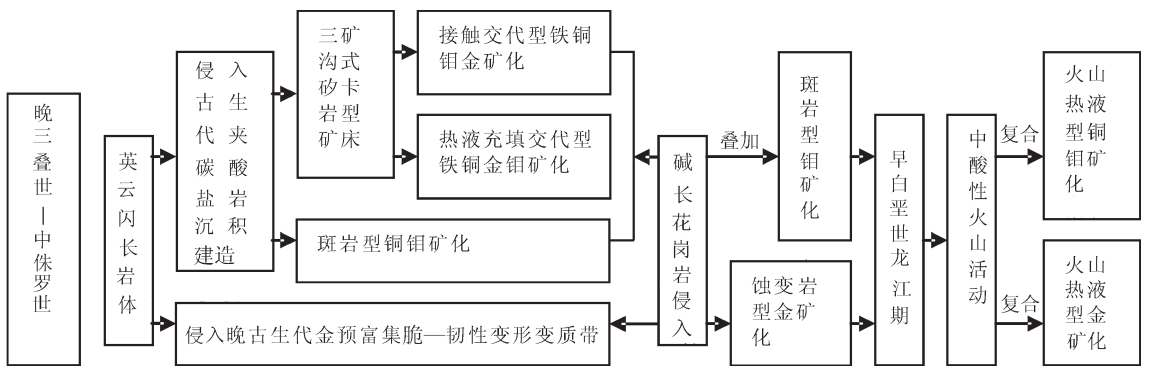 晚三叠世—中侏罗世
英云闪长岩体
侵入
古生
代夹
碳酸
盐岩
沉积
建造
三矿
沟式
矽卡
岩型
矿床
接触交代型铁铜
钼金矿化
热液充填交代型
铁铜金钼矿化
斑岩型铜钼矿化
侵入晚古生代金预富集脆—韧性变形变质带
碱长花岗岩侵入
叠加
斑岩型钼矿化
蚀变岩
型金矿
化
早白垩世龙江期
中酸性火山活动
复合
火山
热液
型铜
钼矿
化
复合
火山
热液
型金
矿化